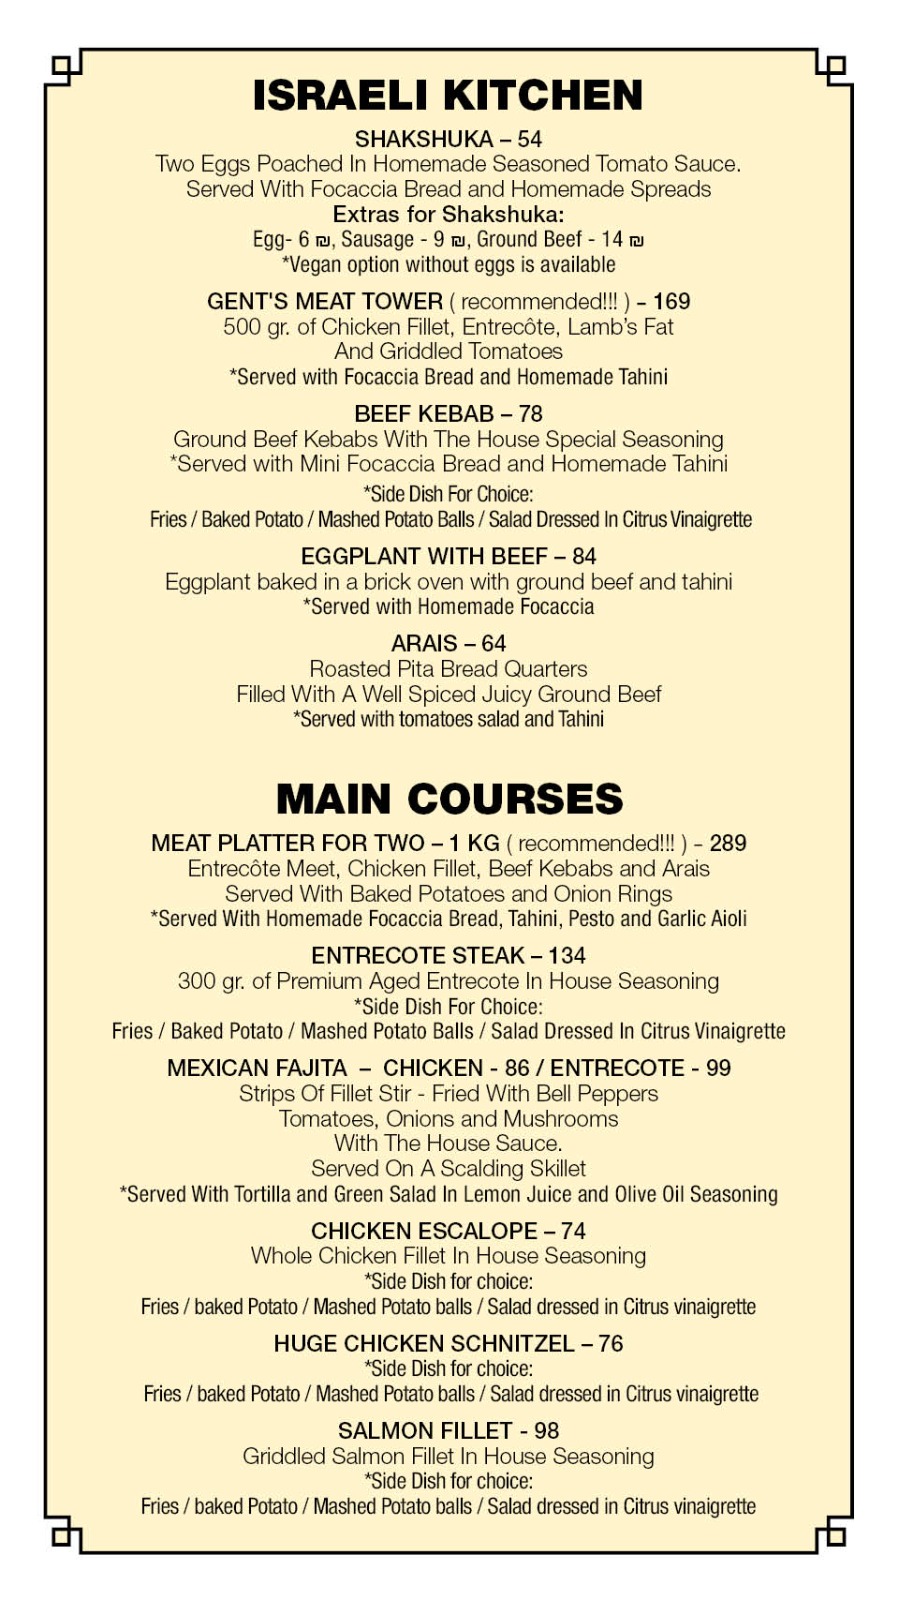 ISRAELI KITCHEN
SHAKSHUKA – 54
Two Eggs Poached In Homemade Seasoned Tomato Sauce.
Served With Focaccia Bread and Homemade Spreads
Extras for Shakshuka:
Egg- 6 ₪, Sausage - 9 ₪, Ground Beef - 14 ₪
*Vegan option without eggs is available
GENT'S MEAT TOWER ( recommended!!! ) – 169
500 gr. of Chicken Fillet, Entrecôte, Lamb's Fat
And Griddled Tomatoes
*Served with Focaccia Bread and Homemade Tahini
BEEF KEBAB – 78
Ground Beef Kebabs With The House Special Seasoning
*Served with Mini Focaccia Bread and Homemade Tahini
*Side Dish For Choice:
Fries / Baked Potato / Mashed Potato Balls / Salad Dressed In Citrus Vinaigrette
EGGPLANT WITH BEEF – 84
Eggplant baked in a brick oven with ground beef and tahini
*Served with Homemade Focaccia
ARAIS – 64
Roasted Pita Bread Quarters
Filled With A Well Spiced Juicy Ground Beef
*Served with tomatoes salad and Tahini
MAIN COURSES
MEAT PLATTER FOR TWO – 1 KG ( recommended!!! ) - 289
Entrecôte Meet, Chicken Fillet, Beef Kebabs and Arais
Served With Baked Potatoes and Onion Rings
*Served With Homemade Focaccia Bread, Tahini, Pesto and Garlic Aioli
ENTRECOTE STEAK – 134
300 gr. of Premium Aged Entrecote In House Seasoning
*Side Dish For Choice:
Fries / Baked Potato / Mashed Potato Balls / Salad Dressed In Citrus Vinaigrette
MEXICAN FAJITA – CHICKEN - 86 / ENTRECOTE - 99
Strips Of Fillet Stir - Fried With Bell Peppers
Tomatoes, Onions and Mushrooms
With The House Sauce.
Served On A Scalding Skillet
*Served With Tortilla and Green Salad In Lemon Juice and Olive Oil Seasoning
CHICKEN ESCALOPE – 74
Whole Chicken Fillet In House Seasoning
*Side Dish for choice:
Fries / baked Potato / Mashed Potato balls / Salad dressed in Citrus vinaigrette
HUGE CHICKEN SCHNITZEL – 76
*Side Dish for choice:
Fries / baked Potato / Mashed Potato balls / Salad dressed in Citrus vinaigrette
SALMON FILLET - 98
Griddled Salmon Fillet In House Seasoning
*Side Dish for choice:
Fries / baked Potato / Mashed Potato balls / Salad dressed in Citrus vinaigrette